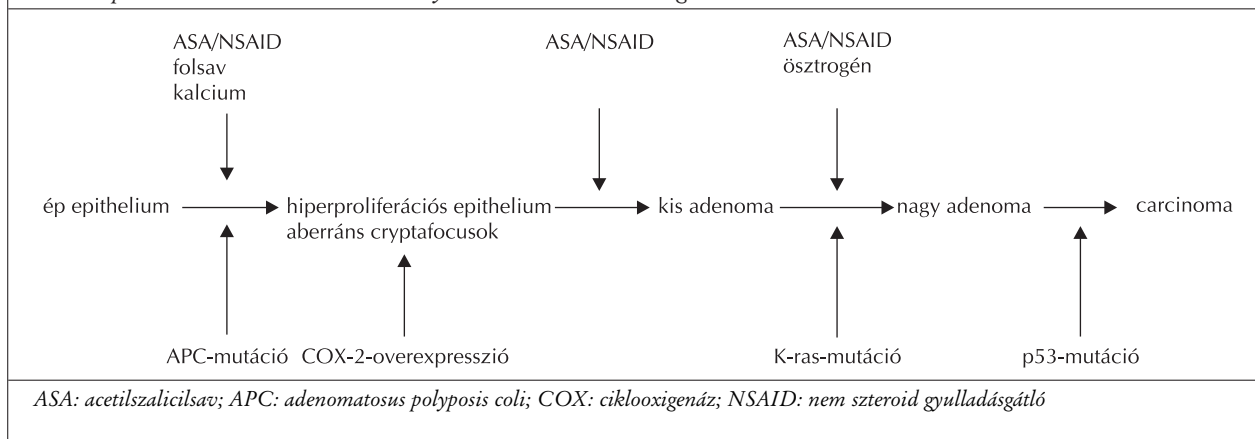 ASA/NSAID
folsav
kalcium
ASA/NSAID
ASA/NSAID
ösztrogén
ép epithelium
hiperproliferációs epithelium
aberráns cryptafocusok
kis adenoma
nagy adenoma
carcinoma
APC-mutáció
COX-2-overexpresszió
K-ras-mutáció
p53-mutáció
ASA: acetilszalicilsav; APC: adenomatosus polyposis coli; COX: ciklooxigenáz; NSAID: nem szteroid gyulladásgátló